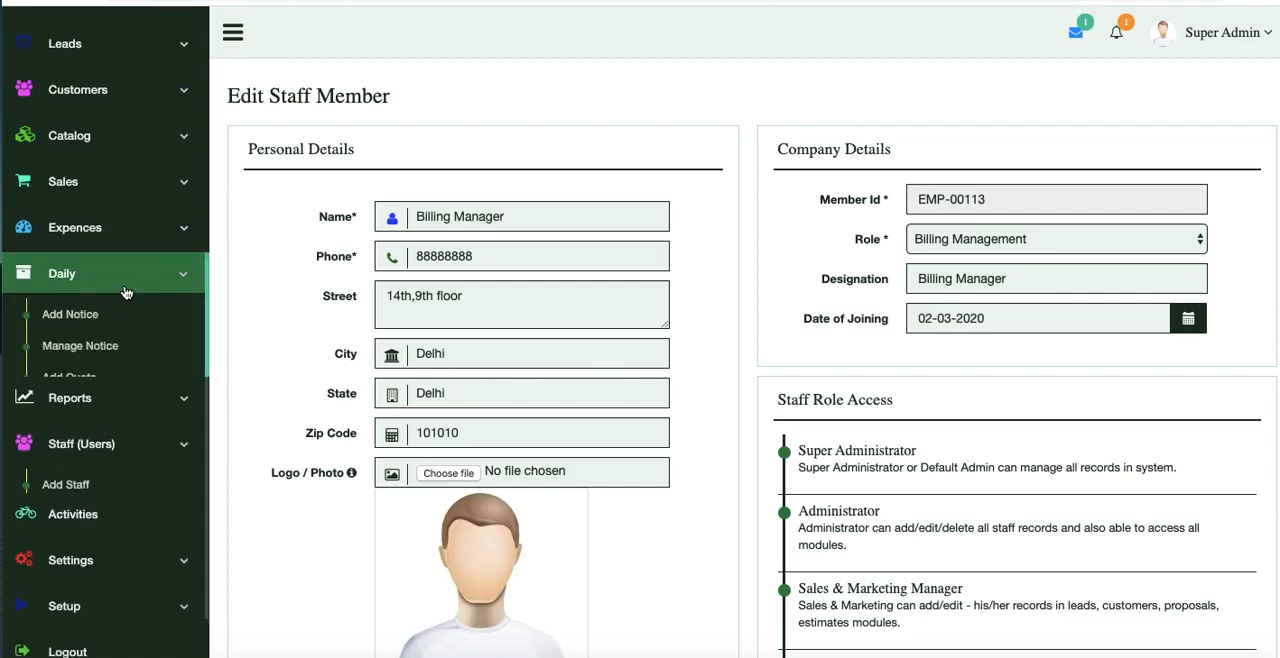 1
1
Super Admin
Leads
Customers
Catalog
Sales
Expences
Daily
Add Notice
Manage Notice
Add Quote
Reports
Staff (Users)
Add Staff
Activities
Settings
Setup
Logout
Edit Staff Member
Personal Details
Name* Billing Manager
Phone* 88888888
Street 14th,9th floor
City Delhi
State Delhi
Zip Code 101010
Logo / Photo Choose file No file chosen
Company Details
Member Id * EMP-00113
Role * Billing Management
Designation Billing Manager
Date of Joining 02-03-2020
Staff Role Access
Super Administrator
Super Administrator or Default Admin can manage all records in system.
Administrator
Administrator can add/edit/delete all staff records and also able to access all
modules.
Sales & Marketing Manager
Sales & Marketing can add/edit - his/her records in leads, customers, proposals,
estimates modules.